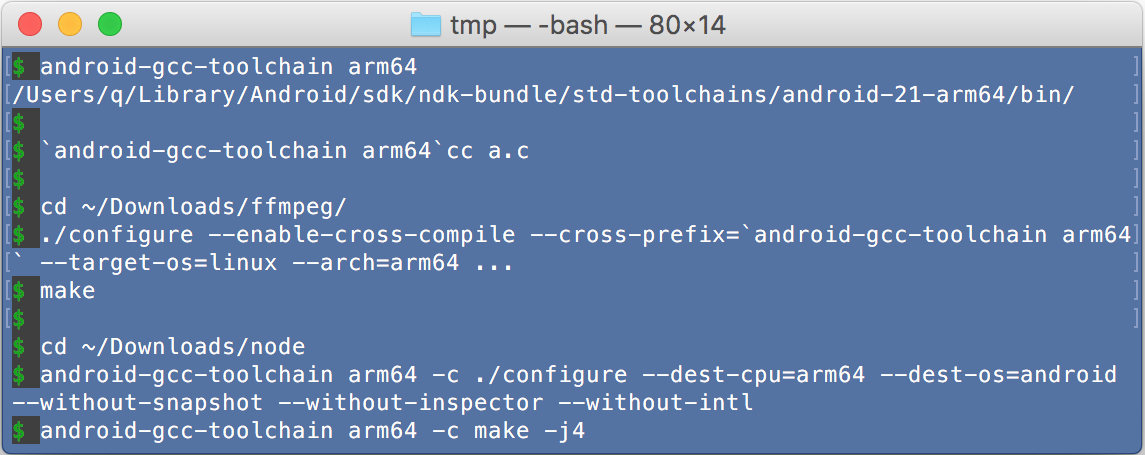 tmp — -bash — 80×14
$ android-gcc-toolchain arm64
/Users/q/Library/Android/sdk/ndk-bundle/std-toolchains/android-21-arm64/bin/
$
$ `android-gcc-toolchain arm64`cc a.c
$
$ cd ~/Downloads/ffmpeg/
$ ./configure --enable-cross-compile --cross-prefix=`android-gcc-toolchain arm64
` --target-os=linux --arch=arm64 ...
$ make
$
$ cd ~/Downloads/node
$ android-gcc-toolchain arm64 -c ./configure --dest-cpu=arm64 --dest-os=android
--without-snapshot --without-inspector --without-intl
$ android-gcc-toolchain arm64 -c make -j4